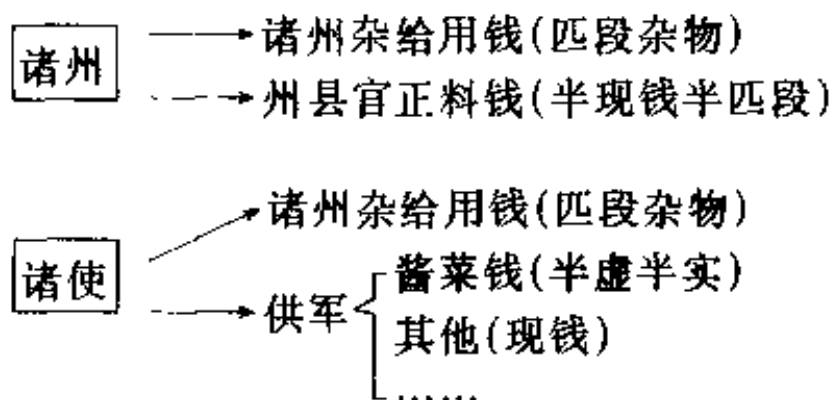 诸州
诸州杂给用钱(匹段杂物)
州县官正料钱(半现钱半匹段)
诸使
诸州杂给用钱(匹段杂物)
供军
酱菜钱(半虚半实)
其他(现钱)